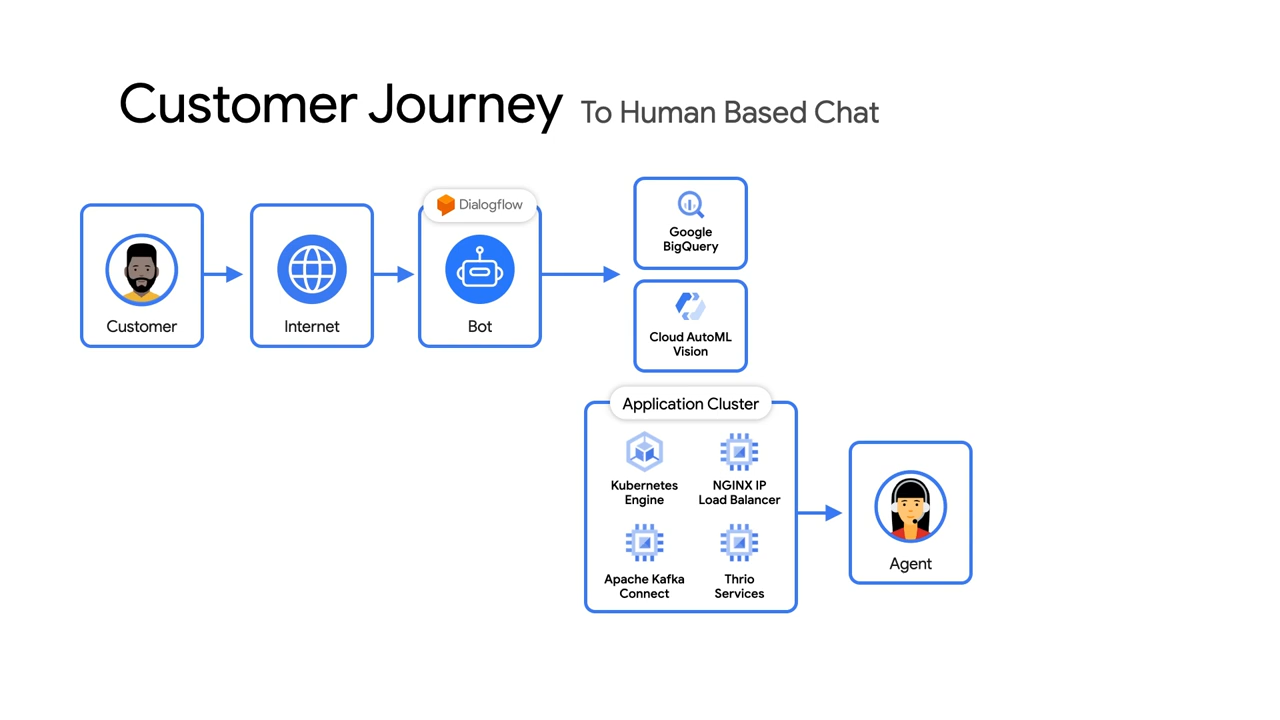 Customer Journey To Human Based Chat
Dialogflow
Customer
Internet
Bot
Google
BigQuery
Cloud AutoML
Vision
Application Cluster
Kubernetes
Engine
NGINX IP
Load Balancer
Apache Kafka
Connect
Thrio
Services
Agent